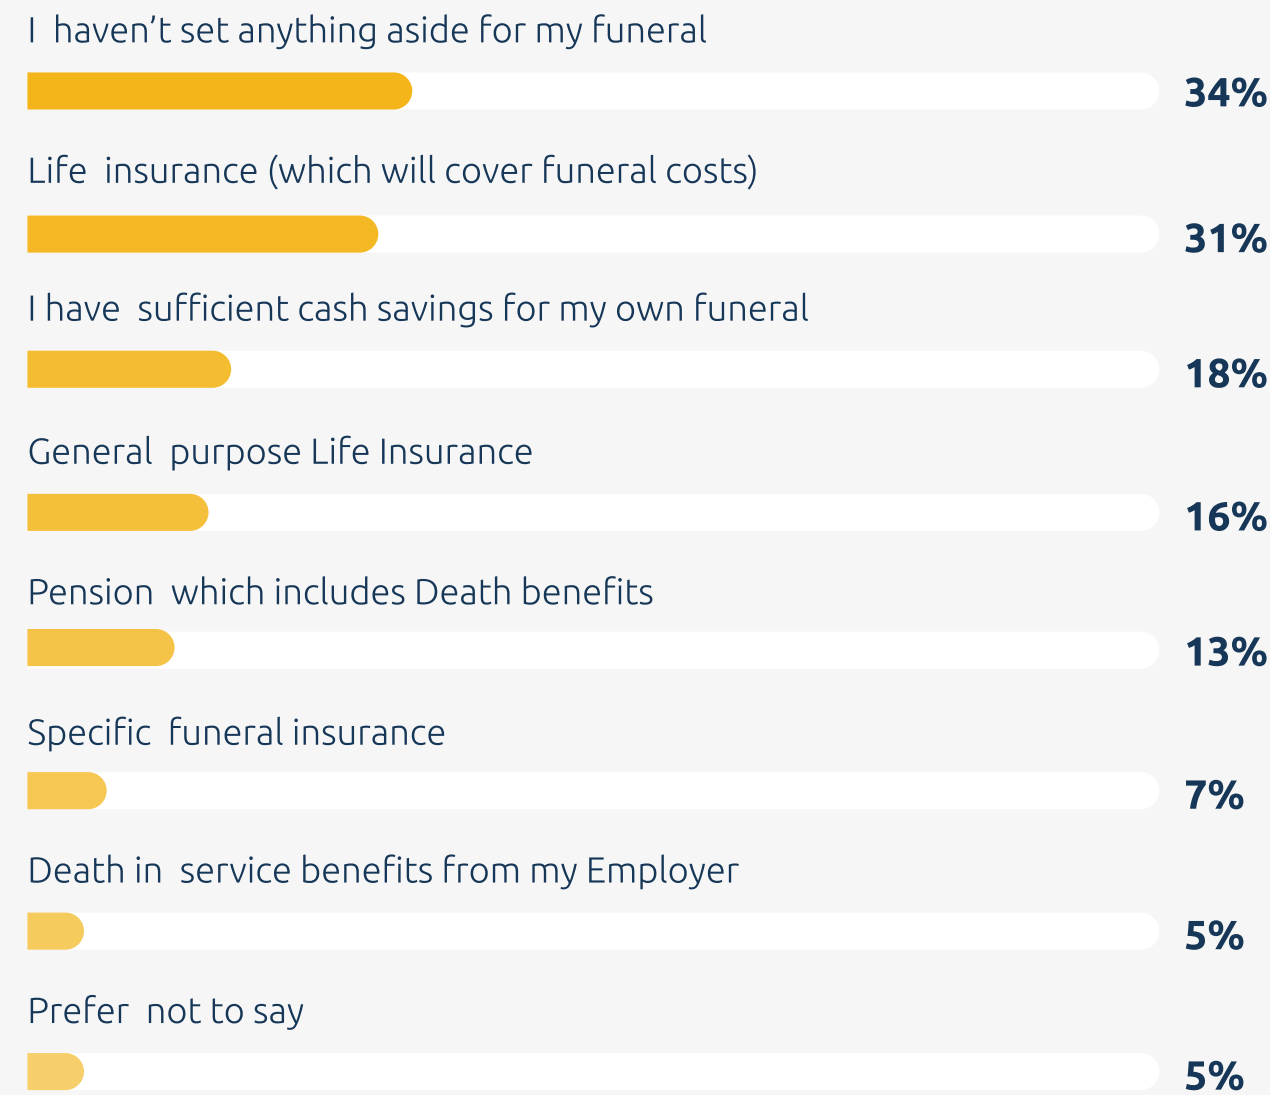 I haven’t set anything aside for my funeral
34%
Life insurance (which will cover funeral costs)
31%
I have sufficient cash savings for my own funeral
18%
General purpose Life Insurance
16%
Pension which includes Death benefits
13%
Specific funeral insurance
7%
Death in service benefits from my Employer
5%
Prefer not to say
5%